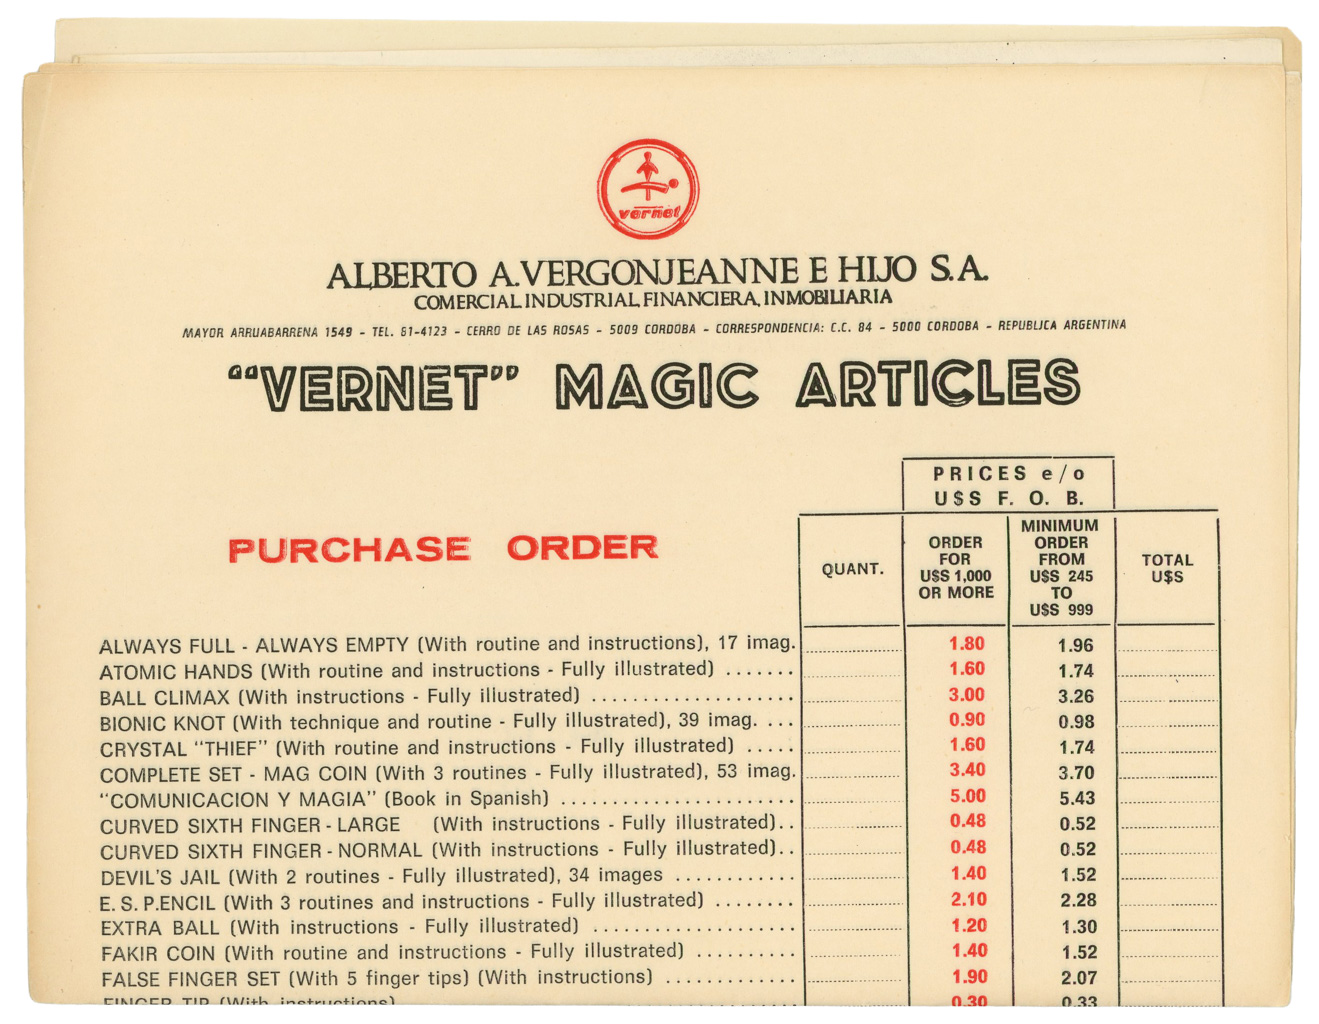 vernet
ALBERTO A. VERGONJEANNE E HIJO S.A.
COMERCIAL, INDUSTRIAL, FINANCIERA, INMOBILIARIA
MAYOR ARRUABARRENA 1549 - TEL. 81-4123 - CERRO DE LAS ROSAS - 5009 CORDOBA - CORRESPONDENCIA: C.C. 84 - 5000 CORDOBA - REPUBLICA ARGENTINA
“VERNET” MAGIC ARTICLES
PRICES e/o
U$S F. O. B.
PURCHASE ORDER
QUANT.
ORDER
FOR
U$S 1,000
OR MORE
MINIMUM
ORDER
FROM
U$S 245
TO
U$S 999
TOTAL
U$S
ALWAYS FULL - ALWAYS EMPTY (With routine and instructions), 17 imag. 1.80 1.96
ATOMIC HANDS (With routine and instructions - Fully illustrated) ....... 1.60 1.74
BALL CLIMAX (With instructions - Fully illustrated) .................... 3.00 3.26
BIONIC KNOT (With technique and routine - Fully illustrated), 39 imag. ... 0.90 0.98
CRYSTAL “THIEF” (With routine and instructions - Fully illustrated) ..... 1.60 1.74
COMPLETE SET - MAG COIN (With 3 routines - Fully illustrated), 53 imag. 3.40 3.70
“COMUNICACION Y MAGIA” (Book in Spanish) ....................... 5.00 5.43
CURVED SIXTH FINGER - LARGE (With instructions - Fully illustrated) .. 0.48 0.52
CURVED SIXTH FINGER - NORMAL (With instructions - Fully illustrated) .. 0.48 0.52
DEVIL'S JAIL (With 2 routines - Fully illustrated), 34 images ............ 1.40 1.52
E. S. P.ENCIL (With 3 routines and instructions - Fully illustrated) ........ 2.10 2.28
EXTRA BALL (With instructions - Fully illustrated) .................... 1.20 1.30
FAKIR COIN (With routine and instructions - Fully illustrated) .......... 1.40 1.52
FALSE FINGER SET (With 5 finger tips) (With instructions) ............. 1.90 2.07
FINGER TIP (With instructions) 0.30 0.33